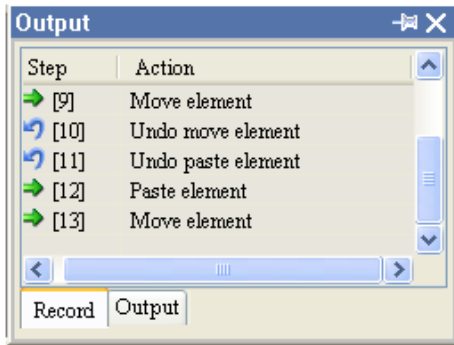 Output
Step Action
[9] Move element
[10] Undo move element
[11] Undo paste element
[12] Paste element
[13] Move element
Record Output